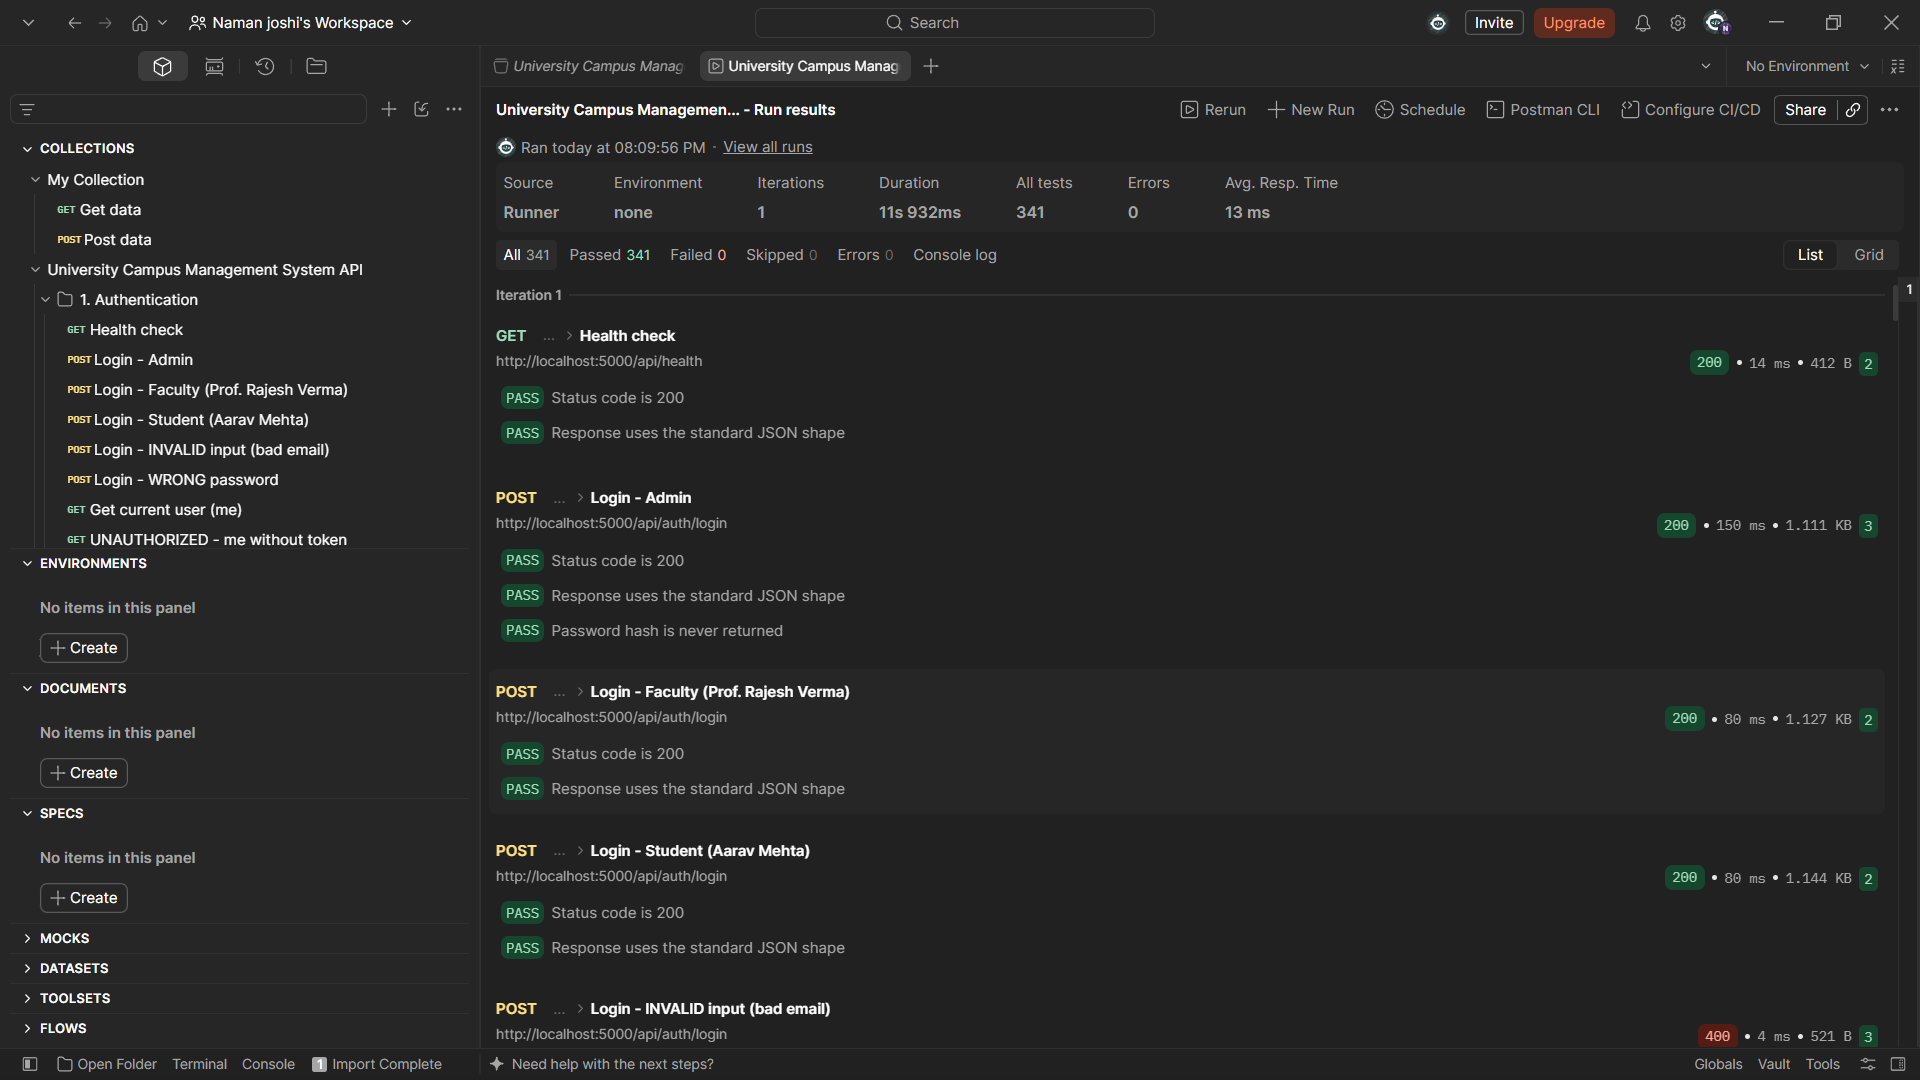 Naman joshi's Workspace
Search
Invite
Upgrade
N
University Campus Manag
University Campus Manag
No Environment
University Campus Managemen... - Run results
Rerun
New Run
Schedule
Postman CLI
Configure CI/CD
Share
Ran today at 08:09:56 PM · View all runs
Source Environment Iterations Duration All tests Errors Avg. Resp. Time
Runner none 1 11s 932ms 341 0 13 ms
All 341 Passed 341 Failed 0 Skipped 0 Errors 0 Console log
List Grid
Iteration 1
1
GET ... > Health check
http://localhost:5000/api/health
200 • 14 ms • 412 B 2
PASS Status code is 200
PASS Response uses the standard JSON shape
POST ... > Login - Admin
http://localhost:5000/api/auth/login
200 • 150 ms • 1.111 KB 3
PASS Status code is 200
PASS Response uses the standard JSON shape
PASS Password hash is never returned
POST ... > Login - Faculty (Prof. Rajesh Verma)
http://localhost:5000/api/auth/login
200 • 80 ms • 1.127 KB 2
PASS Status code is 200
PASS Response uses the standard JSON shape
POST ... > Login - Student (Aarav Mehta)
http://localhost:5000/api/auth/login
200 • 80 ms • 1.144 KB 2
PASS Status code is 200
PASS Response uses the standard JSON shape
POST ... > Login - INVALID input (bad email)
http://localhost:5000/api/auth/login
400 • 4 ms • 521 B 3
COLLECTIONS
My Collection
GET Get data
POST Post data
University Campus Management System API
1. Authentication
GET Health check
POST Login - Admin
POST Login - Faculty (Prof. Rajesh Verma)
POST Login - Student (Aarav Mehta)
POST Login - INVALID input (bad email)
POST Login - WRONG password
GET Get current user (me)
GET UNAUTHORIZED - me without token
ENVIRONMENTS
No items in this panel
Create
DOCUMENTS
No items in this panel
Create
SPECS
No items in this panel
Create
MOCKS
DATASETS
TOOLSETS
FLOWS
Open Folder Terminal Console 1 Import Complete
Need help with the next steps?
Globals Vault Tools